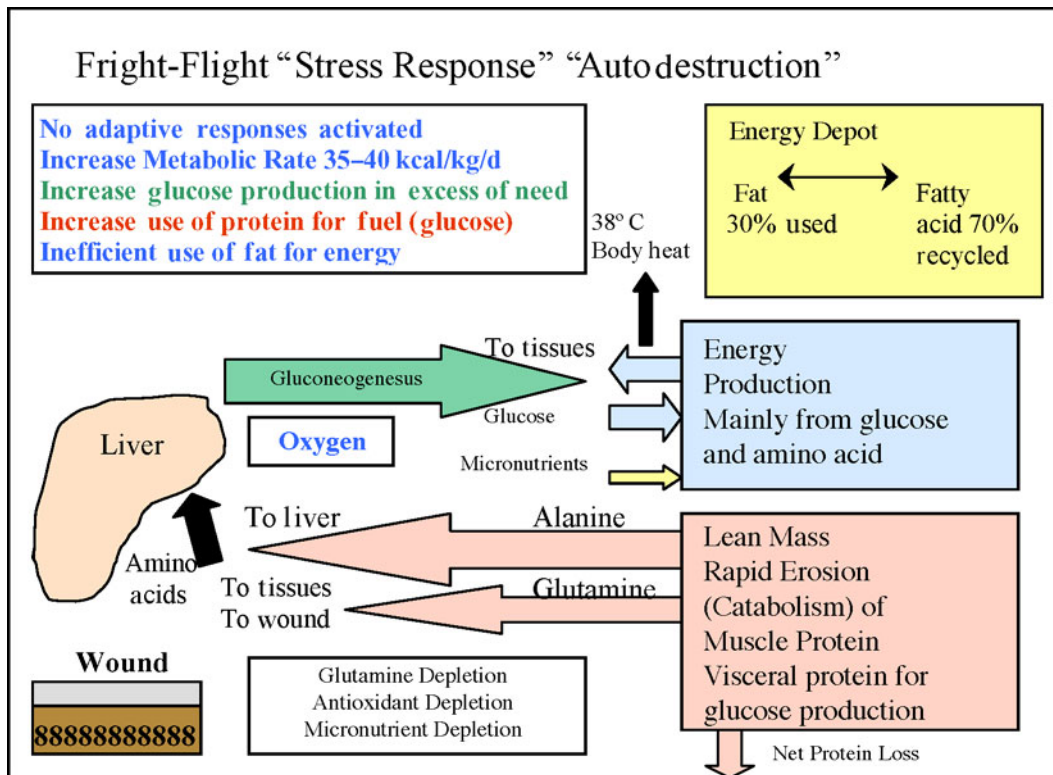 Fright-Flight “Stress Response” “Autodestruction”
No adaptive responses activated
Increase Metabolic Rate 35–40 kcal/kg/d
Increase glucose production in excess of need
Increase use of protein for fuel (glucose)
Inefficient use of fat for energy
Energy Depot
Fat
30% used
Fatty
acid 70%
recycled
38° C
Body heat
To tissues
Gluconeogenesus
Glucose
Energy
Production
Mainly from glucose
and amino acid
Liver
Oxygen
Micronutrients
To liver
Alanine
Amino
acids
To tissues
To wound
Glutamine
Lean Mass
Rapid Erosion
(Catabolism) of
Muscle Protein
Visceral protein for
glucose production
Wound
88888888888
Glutamine Depletion
Antioxidant Depletion
Micronutrient Depletion
Net Protein Loss